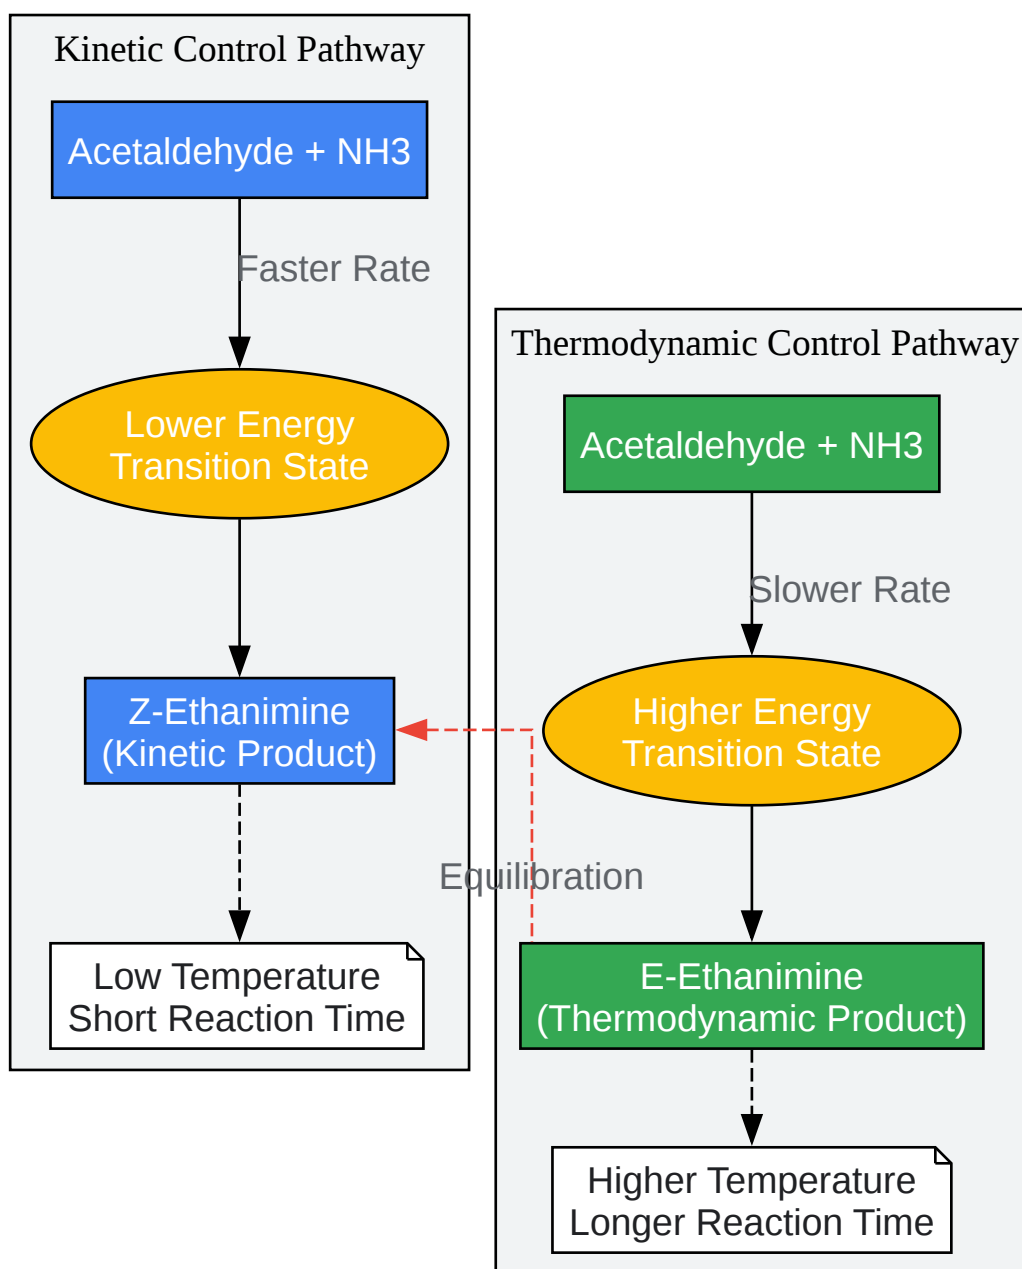 Kinetic Control Pathway
Acetaldehyde + NH3
Faster Rate
Lower Energy
Transition State
Z-Ethanimine
(Kinetic Product)
Low Temperature
Short Reaction Time
Thermodynamic Control Pathway
Acetaldehyde + NH3
Slower Rate
Higher Energy
Transition State
Equilibration
E-Ethanimine
(Thermodynamic Product)
Higher Temperature
Longer Reaction Time